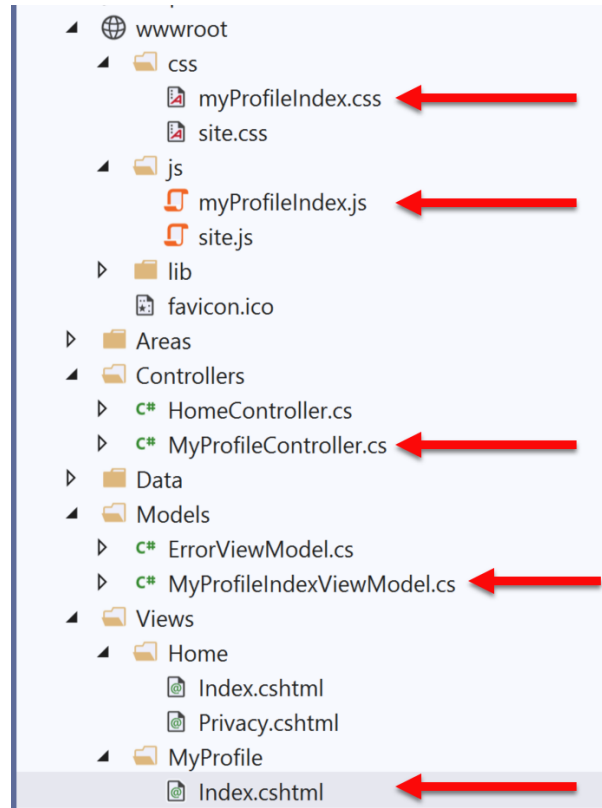 wwwroot
css
myProfileIndex.css
site.css
js
myProfileIndex.js
site.js
lib
favicon.ico
Areas
Controllers
C# HomeController.cs
C# MyProfileController.cs
Data
Models
C# ErrorViewModel.cs
C# MyProfileIndexViewModel.cs
Views
Home
Index.cshtml
Privacy.cshtml
MyProfile
Index.cshtml